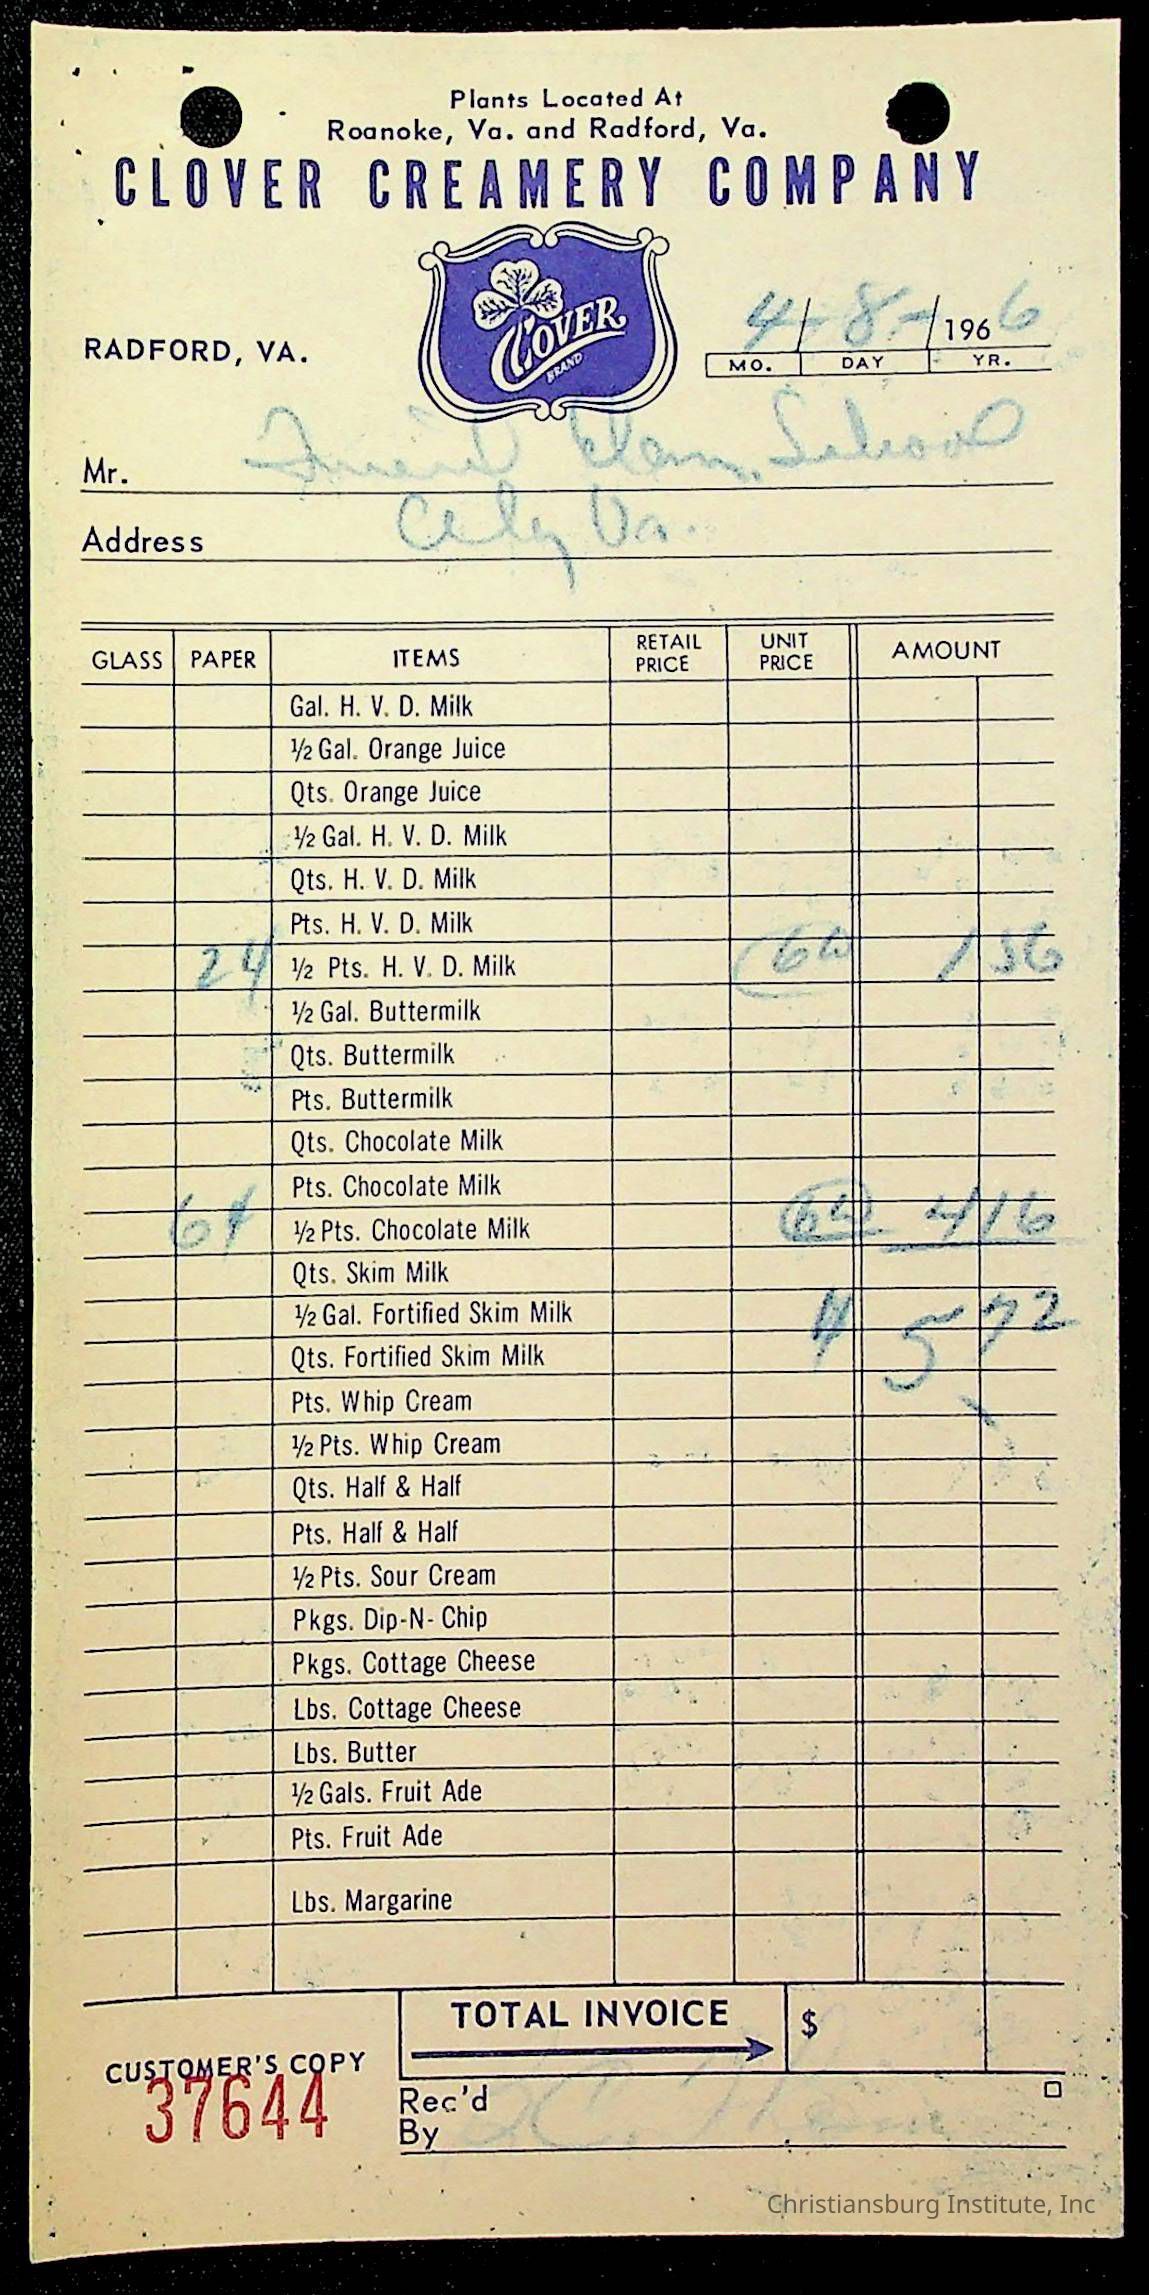 Plants Located At
Roanoke, Va. and Radford, Va.
CLOVER CREAMERY COMPANY
CLOVER
BRAND
RADFORD, VA.
4-8-1966
MO. DAY YR.
Mr. Friend Elem. School
Address City Va.
GLASS PAPER ITEMS RETAIL PRICE UNIT PRICE AMOUNT
Gal. H. V. D. Milk
½ Gal. Orange Juice
Qts. Orange Juice
½ Gal. H. V. D. Milk
Qts. H. V. D. Milk
Pts. H. V. D. Milk
24 ½ Pts. H. V. D. Milk 1 56
½ Gal. Buttermilk
Qts. Buttermilk
Pts. Buttermilk
Qts. Chocolate Milk
Pts. Chocolate Milk
64 ½ Pts. Chocolate Milk 4 16
Qts. Skim Milk
½ Gal. Fortified Skim Milk
5 72
Qts. Fortified Skim Milk
Pts. Whip Cream
½ Pts. Whip Cream
Qts. Half & Half
Pts. Half & Half
½ Pts. Sour Cream
Pkgs. Dip-N-Chip
Pkgs. Cottage Cheese
Lbs. Cottage Cheese
Lbs. Butter
½ Gals. Fruit Ade
Pts. Fruit Ade
Lbs. Margarine
TOTAL INVOICE $
CUSTOMER'S COPY
37644
Rec'd
By
Christiansburg Institute, Inc